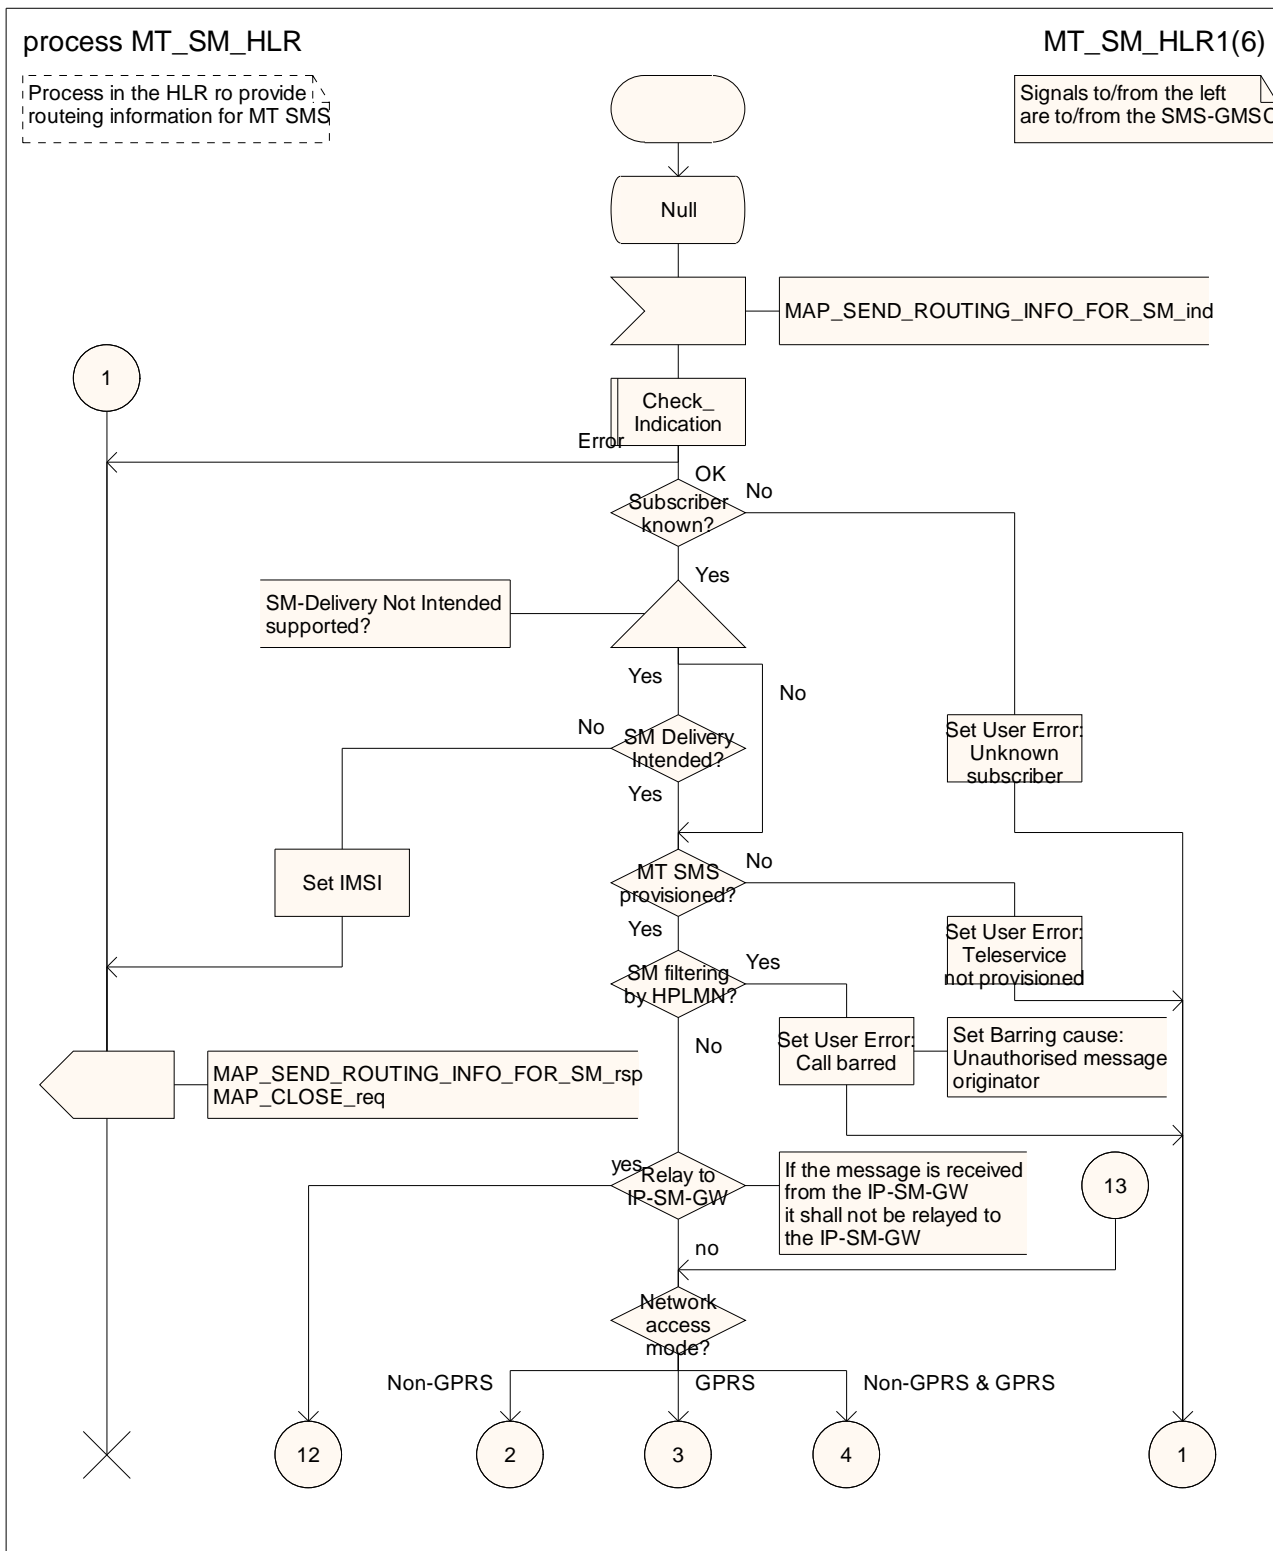 process MT_SM_HLR
MT_SM_HLR1(6)
Process in the HLR ro provide
routeing information for MT SMS
Signals to/from the left
are to/from the SMS-GMSC
Null
MAP_SEND_ROUTING_INFO_FOR_SM_ind
1
Check_
Indication
Error
OK
Subscriber
known?
No
Yes
SM-Delivery Not Intended
supported?
Yes
No
No
SM Delivery
Intended?
Yes
Set User Error:
Unknown
subscriber
Set IMSI
MT SMS
provisioned?
No
Yes
Set User Error:
Teleservice
not provisioned
SM filtering
by HPLMN?
Yes
No
Set User Error:
Call barred
Set Barring cause:
Unauthorised message
originator
MAP_SEND_ROUTING_INFO_FOR_SM_rsp
MAP_CLOSE_req
yes
Relay to
IP-SM-GW
If the message is received
from the IP-SM-GW
it shall not be relayed to
the IP-SM-GW
13
no
Network
access
mode?
Non-GPRS
GPRS
Non-GPRS & GPRS
12
2
3
4
1